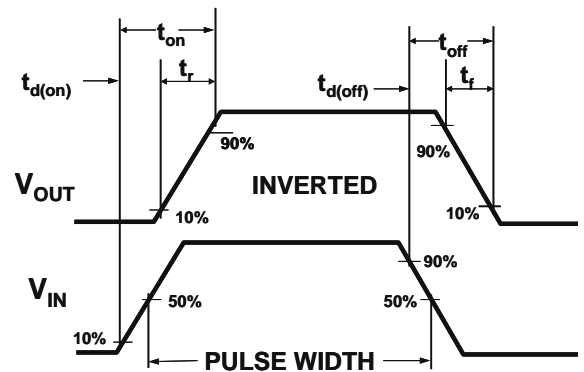 ton toff
tr tf
td(on) td(off)
90% 90%
VOUT INVERTED
10% 10%
90%
VIN 50% 50%
10%
PULSE WIDTH